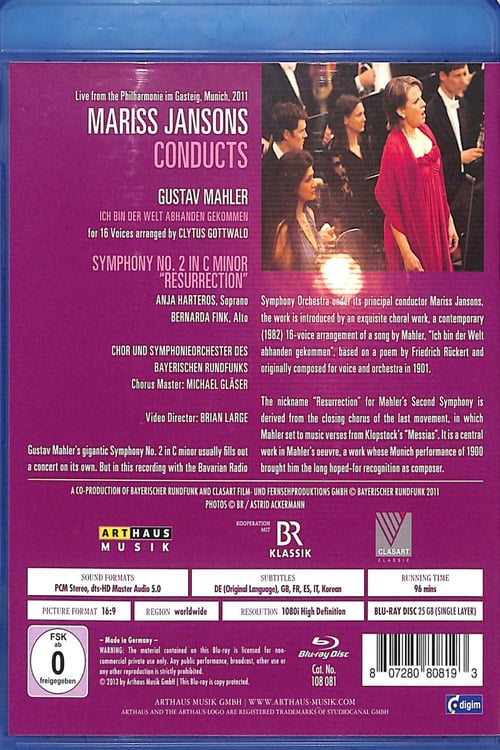 Live from the Philharmonie im Gasteig, Munich, 2011
MARISS JANSONS
CONDUCTS
GUSTAV MAHLER
ICH BIN DER WELT ABHANDEN GEKOMMEN
for 16 Voices arranged by CLYTUS GOTTWALD
SYMPHONY NO. 2 IN C MINOR
"RESURRECTION"
ANJA HARTEROS, Soprano
BERNARDA FINK, Alto
CHOR UND SYMPHONIEORCHESTER DES
BAYERISCHEN RUNDFUNKS
Chorus Master: MICHAEL GLÄSER
Video Director: BRIAN LARGE
Gustav Mahler's gigantic Symphony No. 2 in C minor usually fills out
a concert on its own. But in this recording with the Bavarian Radio
Symphony Orchestra under its principal conductor Mariss Jansons,
the work is introduced by an exquisite choral work, a contemporary
(1982) 16-voice arrangement of a song by Mahler, "Ich bin der Welt
abhanden gekommen", based on a poem by Friedrich Rückert and
originally composed for voice and orchestra in 1901.
The nickname "Resurrection" for Mahler's Second Symphony is
derived from the closing chorus of the last movement, in which
Mahler set to music verses from Klopstock's "Messias". It is a central
work in Mahler's oeuvre, a work whose Munich performance of 1900
brought him the long hoped-for recognition as composer.
A CO-PRODUCTION OF BAYERISCHER RUNDFUNK AND CLASART FILM- UND FERNSEHPRODUKTIONS GMBH © BAYERISCHER RUNDFUNK 2011
PHOTOS © BR / ASTRID ACKERMANN
ARTHAUS
MUSIK
KOOPERATION
MIT
BR
KLASSIK
CLASART
CLASSIC
SOUND FORMATS
PCM Stereo, dts-HD Master Audio 5.0
SUBTITLES
DE (Original Language), GB, FR, ES, IT, Korean
RUNNING TIME
96 mins
PICTURE FORMAT 16:9
REGION worldwide
RESOLUTION 1080i High Definition
BLU-RAY DISC 25 GB (SINGLE LAYER)
FSK
ab
0
freigegeben
– Made in Germany –
WARNING: The material contained on this Blu-ray is licensed for non-
commercial private use only. Any public performance, broadcast, other use or
any other reproduction is strictly prohibited.
© 2013 by Arthaus Musik GmbH | This Blu-ray is copy protected.
Blu-ray Disc
Cat. No.
108 081
8 07280 80819 3
ARTHAUS MUSIK GMBH | WWW.ARTHAUS-MUSIK.COM
ARTHAUS AND THE ARTHAUS-LOGO ARE REGISTERED TRADEMARKS OF STUDIOCANAL GMBH
digim